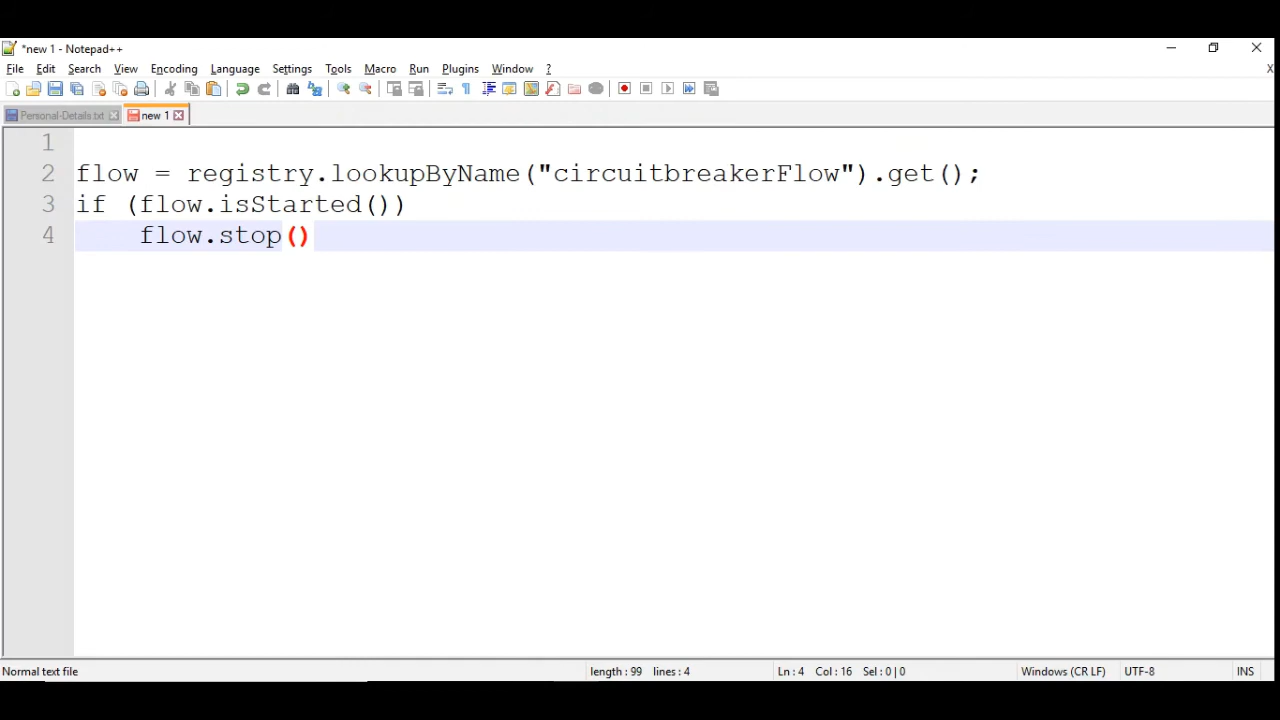 *new 1 - Notepad++
File Edit Search View Encoding Language Settings Tools Macro Run Plugins Window ? X
Personal-Details.txt new 1
1
2 flow = registry.lookupByName("circuitbreakerFlow").get();
3 if (flow.isStarted())
4 flow.stop()
Normal text file length : 99 lines : 4 Ln : 4 Col : 16 Sel : 0 | 0 Windows (CR LF) UTF-8 INS